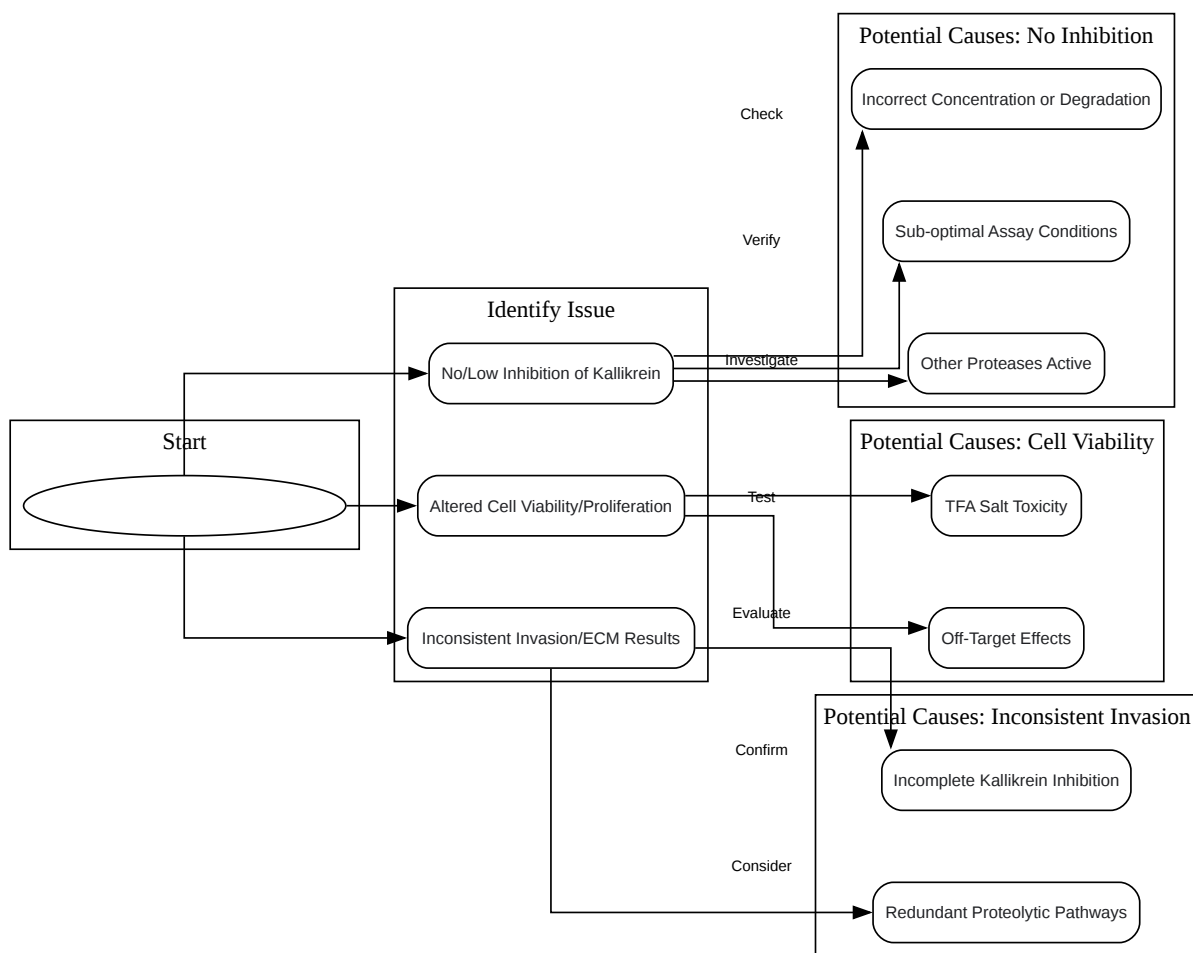 Start
Identify Issue
No/Low Inhibition of Kallikrein
Altered Cell Viability/Proliferation
Inconsistent Invasion/ECM Results
Check
Verify
Investigate
Test
Evaluate
Confirm
Consider
Potential Causes: No Inhibition
Incorrect Concentration or Degradation
Sub-optimal Assay Conditions
Other Proteases Active
Potential Causes: Cell Viability
TFA Salt Toxicity
Off-Target Effects
Potential Causes: Inconsistent Invasion
Incomplete Kallikrein Inhibition
Redundant Proteolytic Pathways